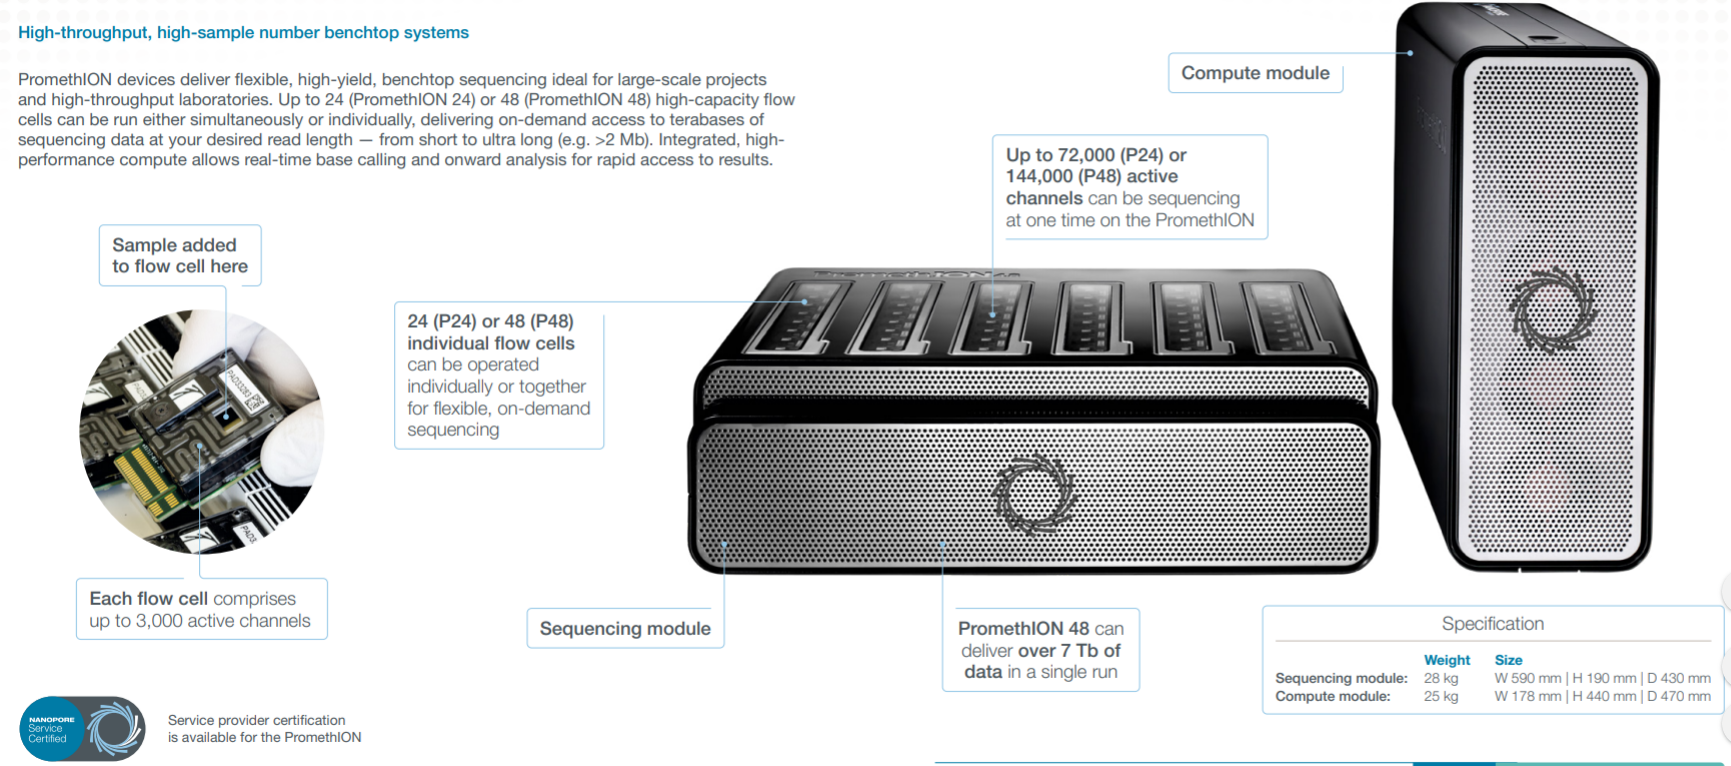 High-throughput, high-sample number benchtop systems
PromethION devices deliver flexible, high-yield, benchtop sequencing ideal for large-scale projects
and high-throughput laboratories. Up to 24 (PromethION 24) or 48 (PromethION 48) high-capacity flow
cells can be run either simultaneously or individually, delivering on-demand access to terabases of
sequencing data at your desired read length — from short to ultra long (e.g. >2 Mb). Integrated, high-
performance compute allows real-time base calling and onward analysis for rapid access to results.
Compute module
Up to 72,000 (P24) or
144,000 (P48) active
channels can be sequencing
at one time on the PromethION
Sample added
to flow cell here
PromethION 48
24 (P24) or 48 (P48)
individual flow cells
can be operated
individually or together
for flexible, on-demand
sequencing
Each flow cell comprises
up to 3,000 active channels
Sequencing module
PromethION 48 can
deliver over 7 Tb of
data in a single run
Specification
Weight Size
Sequencing module: 28 kg W 590 mm | H 190 mm | D 430 mm
Compute module: 25 kg W 178 mm | H 440 mm | D 470 mm
NANOPORE
Service
Certified
Service provider certification
is available for the PromethION